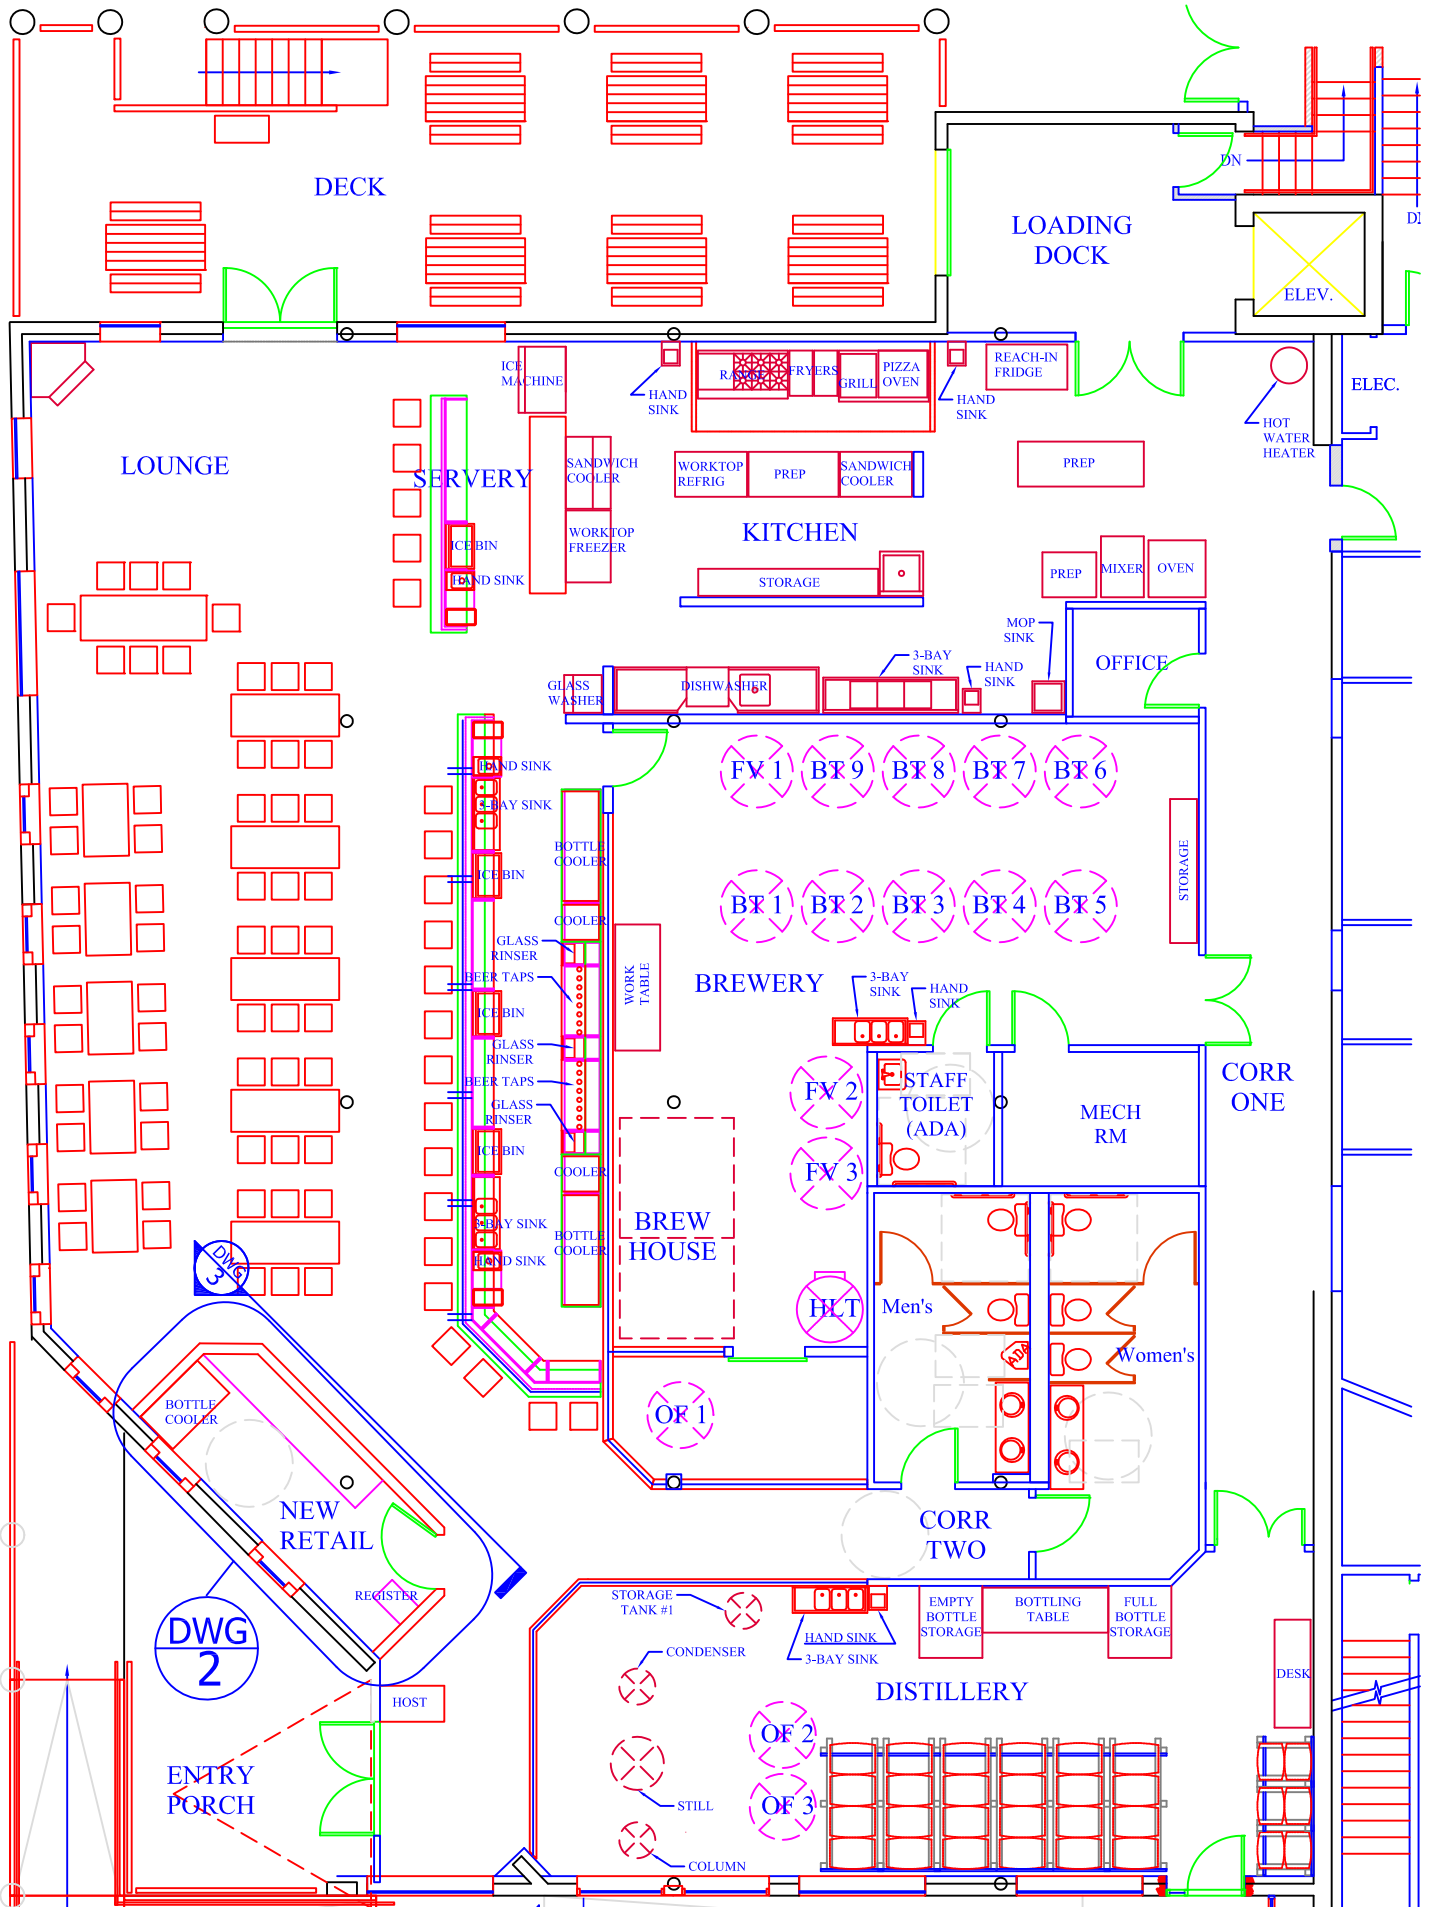 DECK
DN
LOADING
DOCK
ELEV.
ICE
MACHINE
HAND
SINK
RANGE
FRYERS
GRILL
PIZZA
OVEN
HAND
SINK
REACH-IN
FRIDGE
ELEC.
HOT
WATER
HEATER
LOUNGE
SERVERY
SANDWICH
COOLER
WORKTOP
REFRIG
PREP
SANDWICH
COOLER
PREP
ICE BIN
WORKTOP
FREEZER
KITCHEN
HAND SINK
STORAGE
PREP
MIXER
OVEN
MOP
SINK
OFFICE
GLASS
WASHER
DISHWASHER
3-BAY
SINK
HAND
SINK
HAND SINK
3-BAY SINK
FV 1
BT 9
BT 8
BT 7
BT 6
BOTTLE
COOLER
ICE BIN
STORAGE
COOLER
BT 1
BT 2
BT 3
BT 4
BT 5
GLASS
RINSER
BEER TAPS
WORK
TABLE
BREWERY
3-BAY
SINK
HAND
SINK
ICE BIN
GLASS
RINSER
BEER TAPS
GLASS
RINSER
FV 2
STAFF
TOILET
(ADA)
MECH
RM
CORR
ONE
ICE BIN
COOLER
FV 3
3-BAY SINK
BOTTLE
COOLER
HAND SINK
BREW
HOUSE
DWG
3
HLT
Men's
ADA
Women's
BOTTLE
COOLER
OF 1
NEW
RETAIL
CORR
TWO
REGISTER
STORAGE
TANK #1
EMPTY
BOTTLE
STORAGE
BOTTLING
TABLE
FULL
BOTTLE
STORAGE
DWG
2
CONDENSER
HAND SINK
3-BAY SINK
DISTILLERY
DESK
HOST
OF 2
ENTRY
PORCH
STILL
OF 3
COLUMN